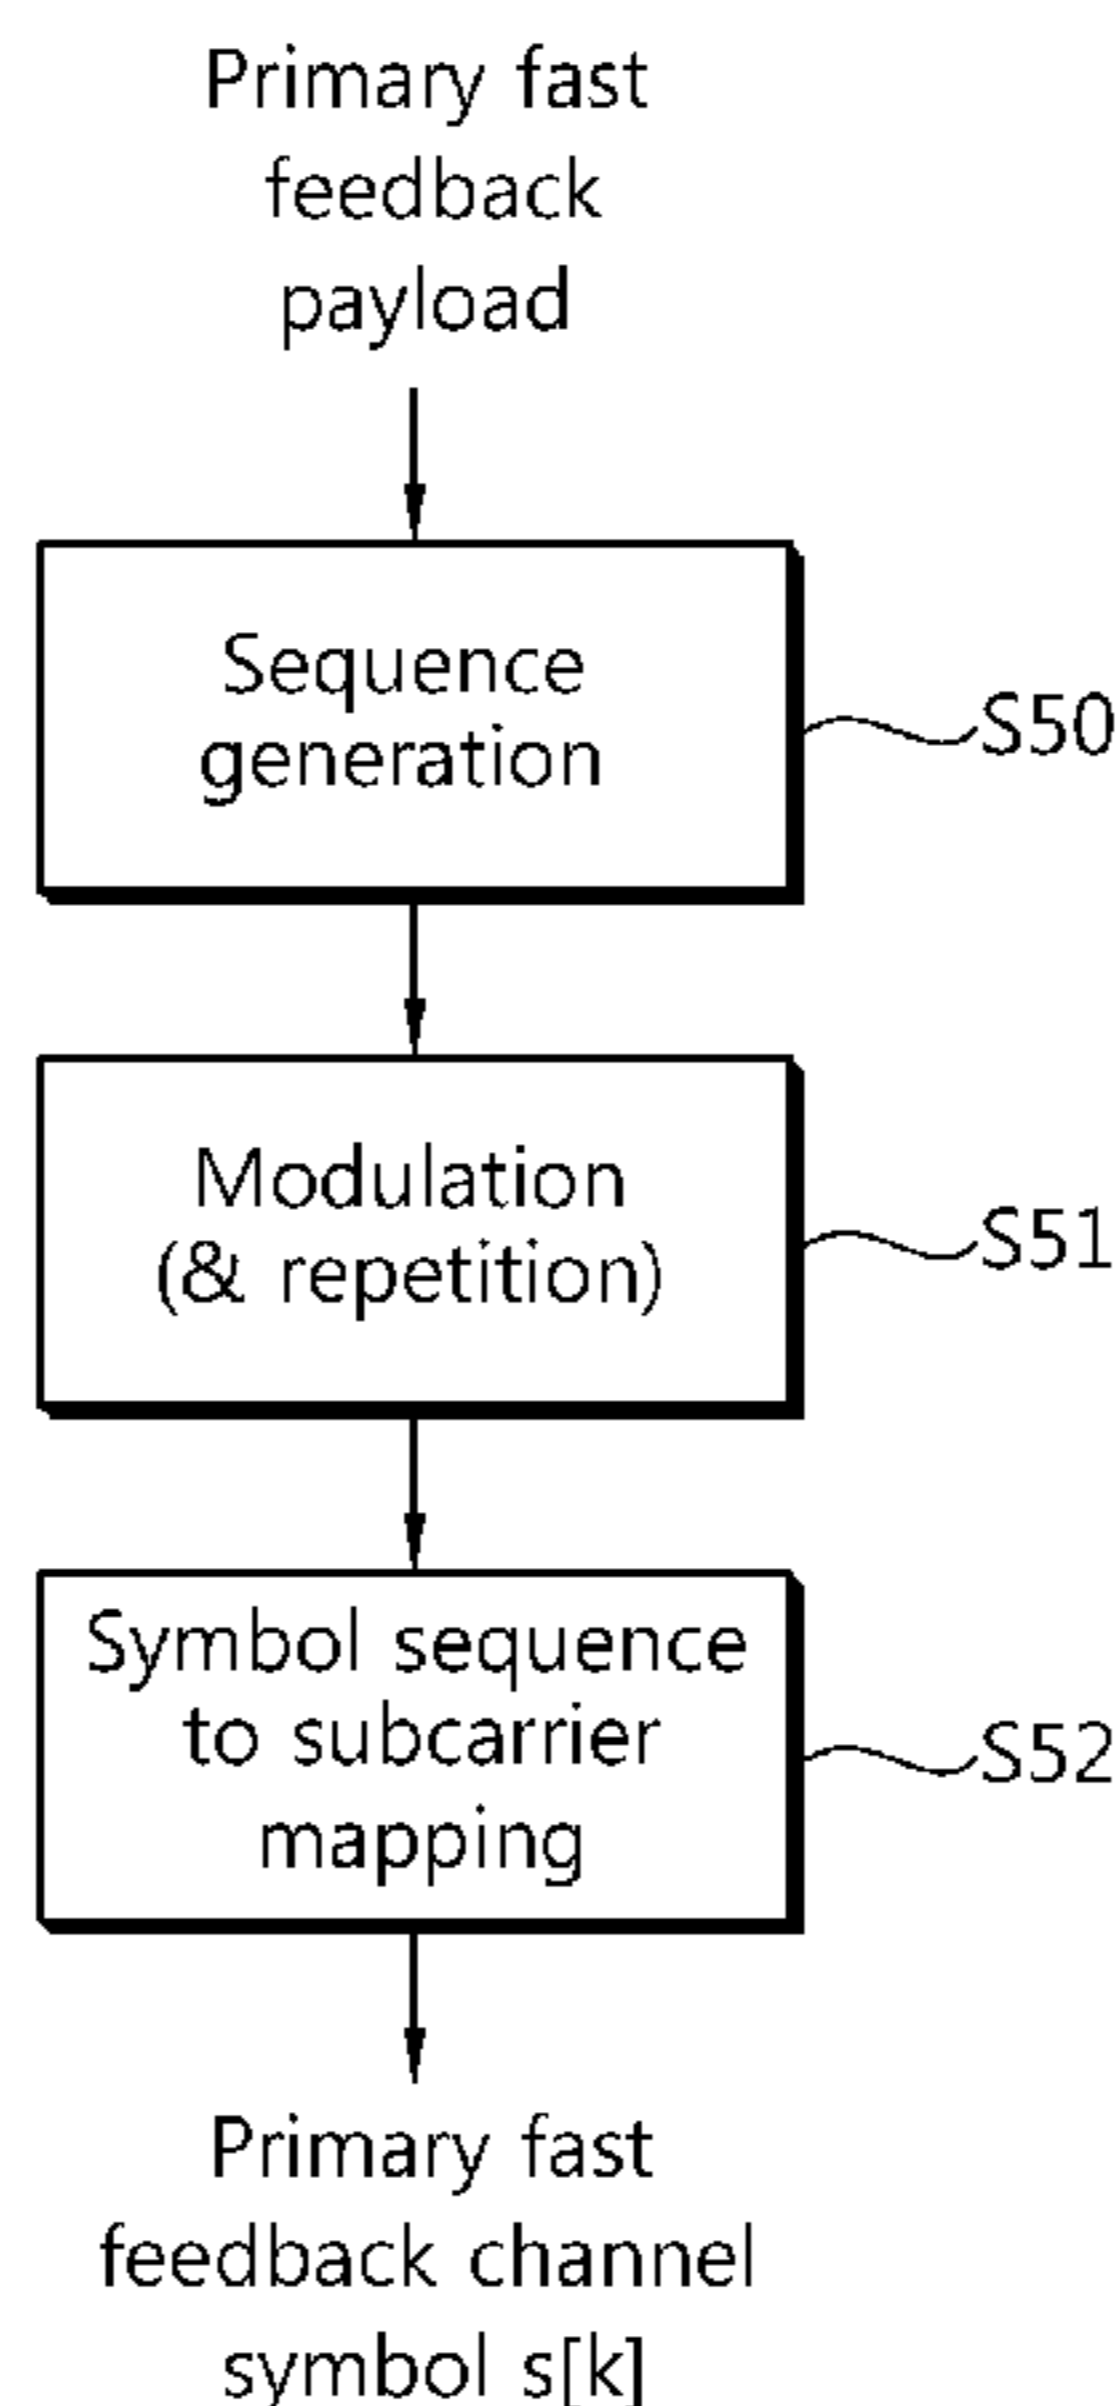 Primary fast
feedback
payload
Sequence
generation
S50
Modulation
(& repetition)
S51
Symbol sequence
to subcarrier
mapping
S52
Primary fast
feedback channel
symbol s[k]